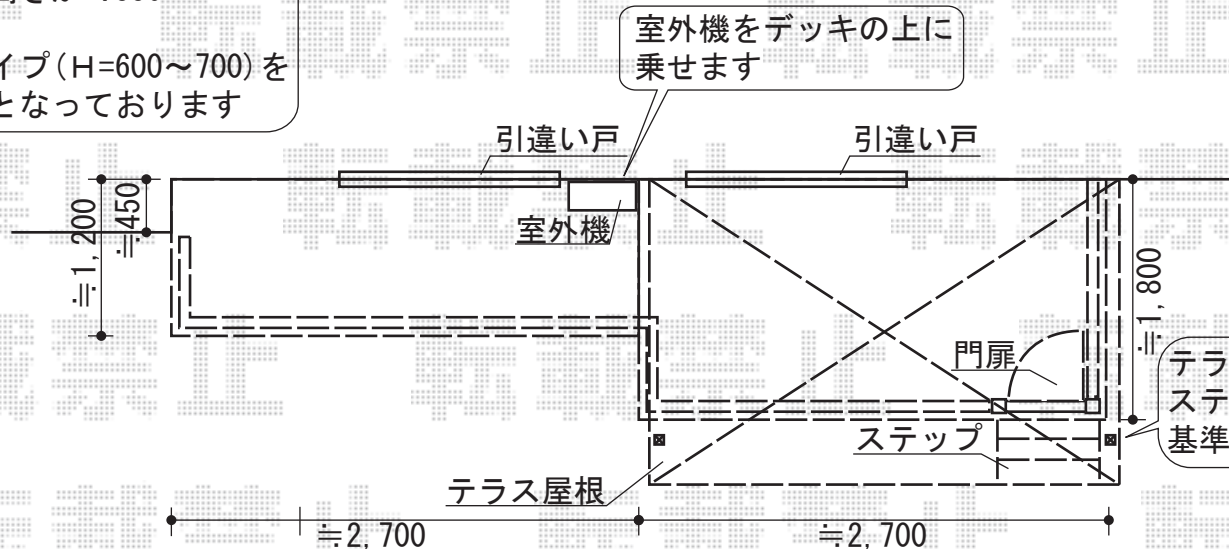 イプ(H=600～700)を
となっております
室外機をデッキの上に
乗せます
引違い戸
引違い戸
室外機
≒1,200
≒450
≒1,800
門扉
ステップ
テラス屋根
テラ
ステ
基準
≒2,700
≒2,700